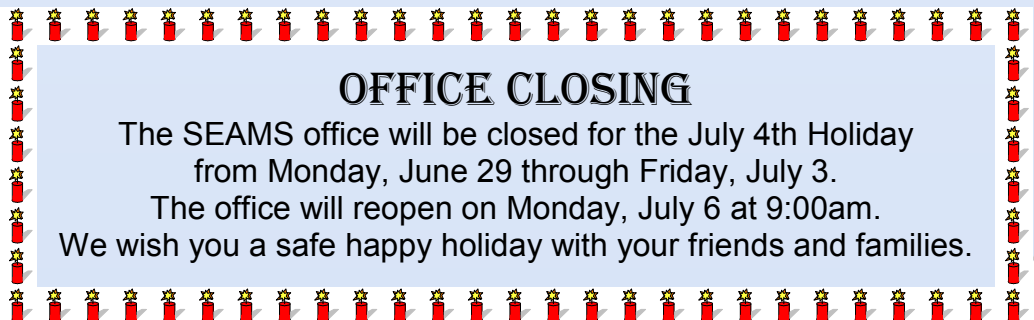 OFFICE CLOSING
The SEAMS office will be closed for the July 4th Holiday
from Monday, June 29 through Friday, July 3.
The office will reopen on Monday, July 6 at 9:00am.
We wish you a safe happy holiday with your friends and families.